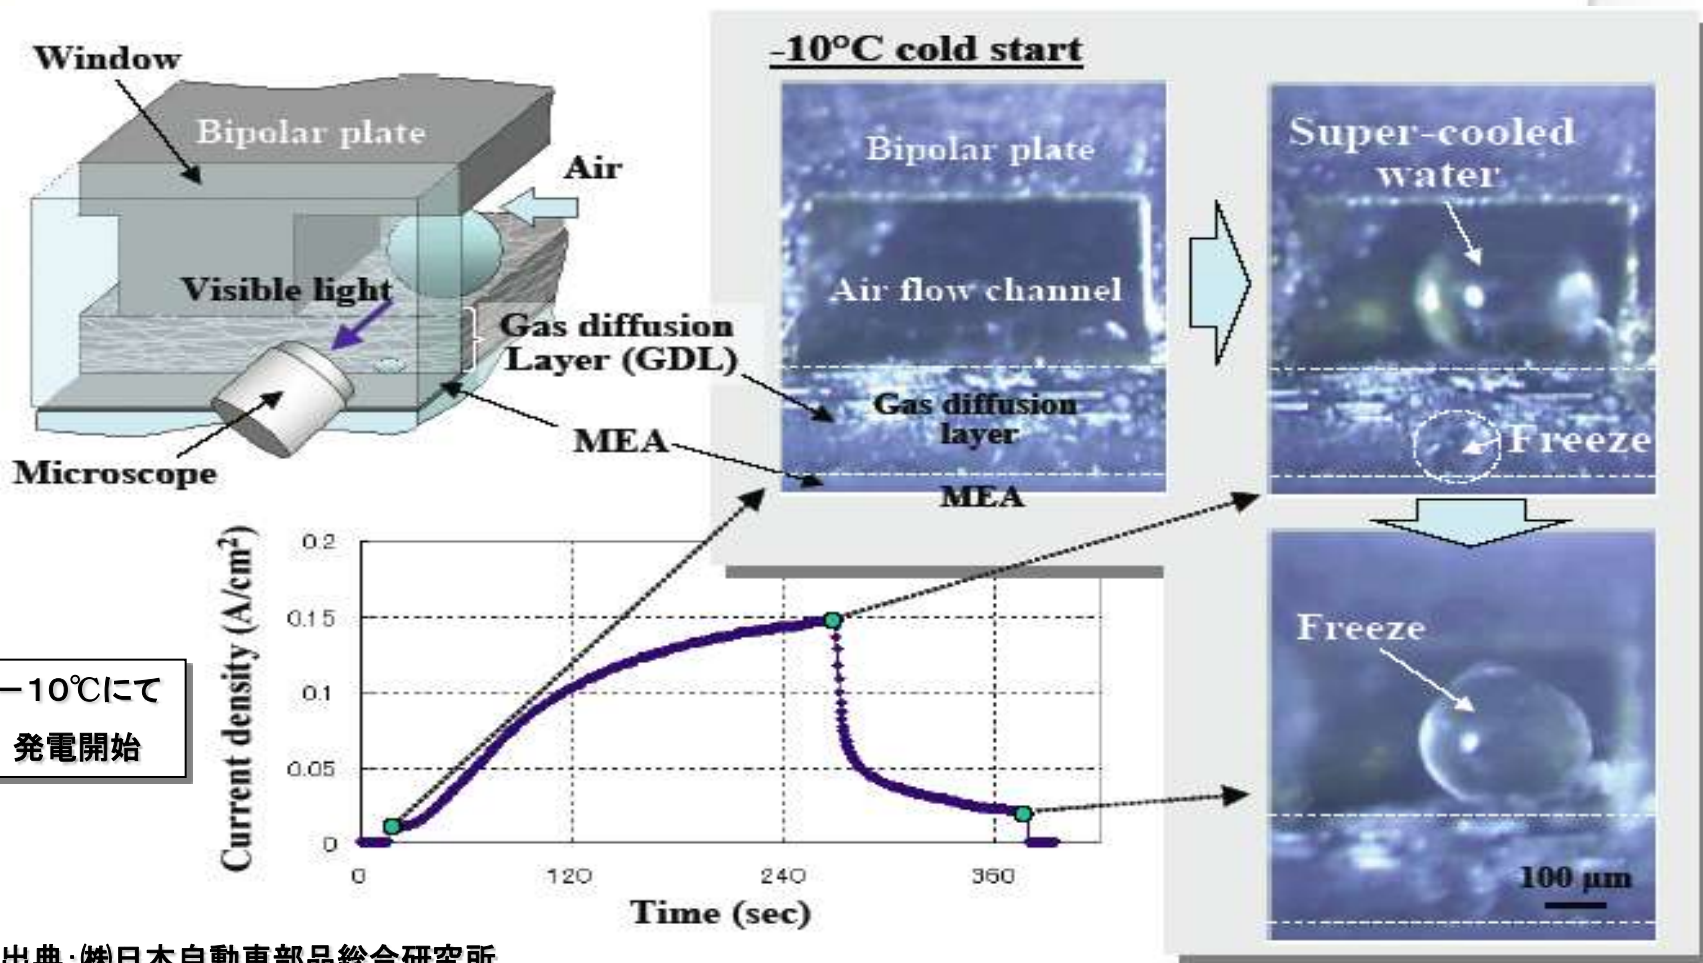 Window
Bipolar plate
Air
Visible light
Gas diffusion
Layer (GDL)
MEA
Microscope
-10°C cold start
Bipolar plate
Air flow channel
Gas diffusion
layer
MEA
Super-cooled
water
Freeze
Freeze
100 μm
Current density (A/cm²)
0.2
0.15
0.1
0.05
0
0
120
240
360
Time (sec)
－10℃にて
発電開始
出典：㈱日本自動車部品総合研究所